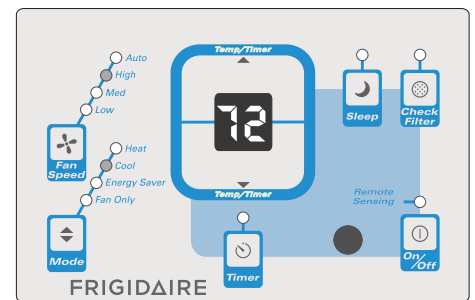 Temp/Timer
Auto
High
Med
Low
Fan
Speed
72
Sleep
Check
Filter
Heat
Cool
Energy Saver
Fan Only
Mode
Temp/Timer
Timer
Remote
Sensing
On/Off
FRIGIDAIRE